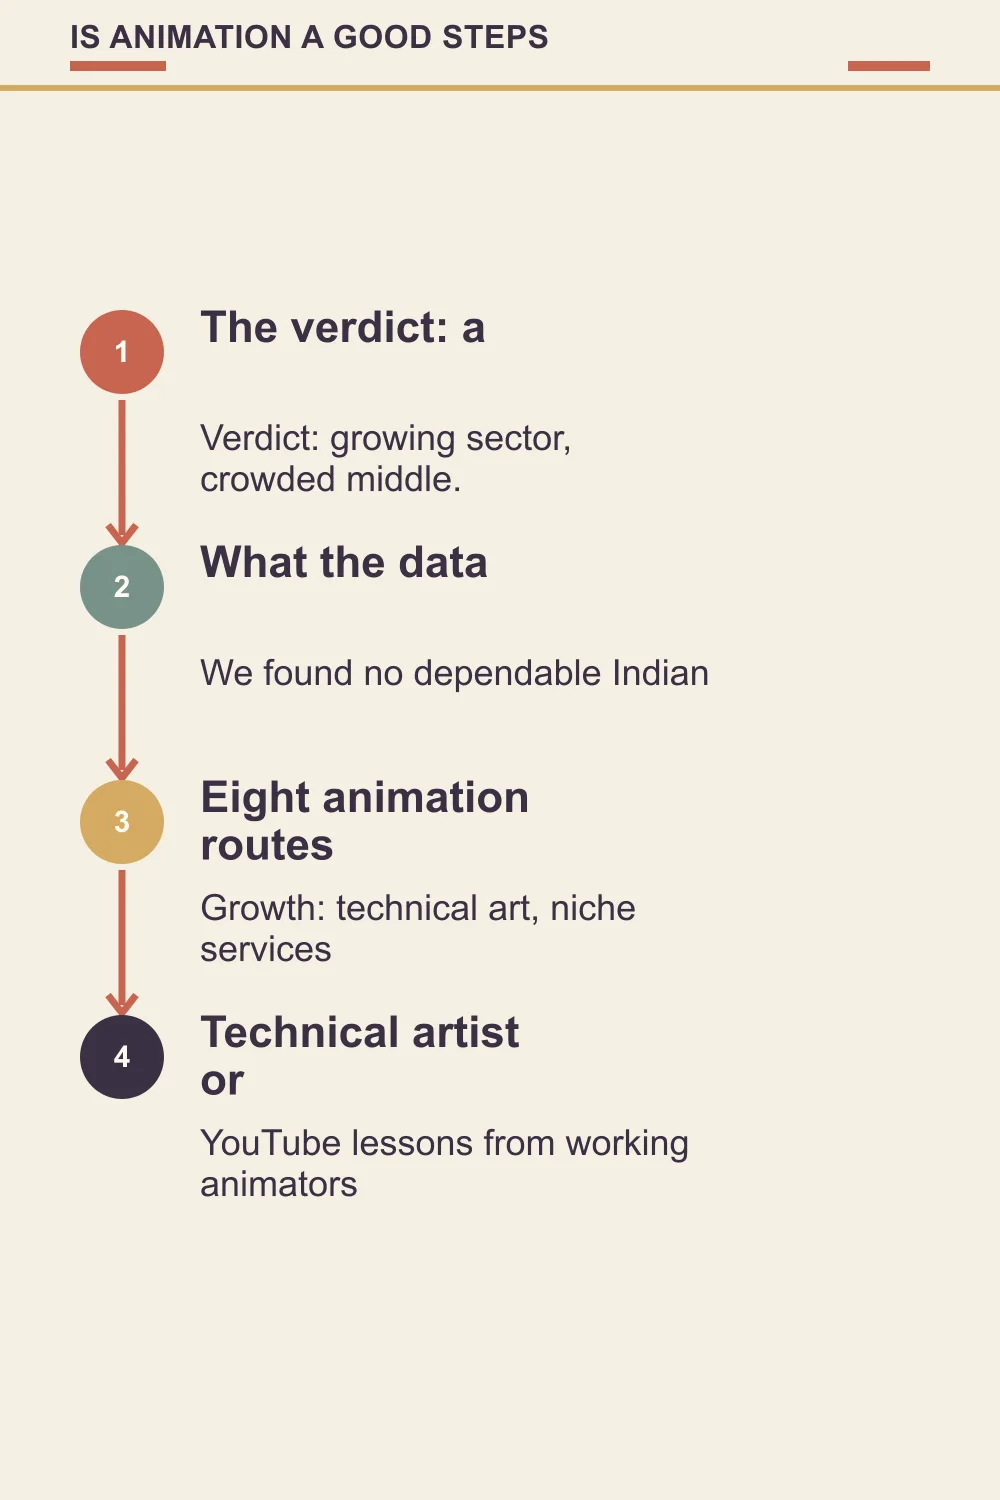 IS ANIMATION A GOOD STEPS
1
The verdict: a
Verdict: growing sector,
crowded middle.
2
What the data
We found no dependable Indian
3
Eight animation
routes
Growth: technical art, niche
services
4
Technical artist
or
YouTube lessons from working
animators